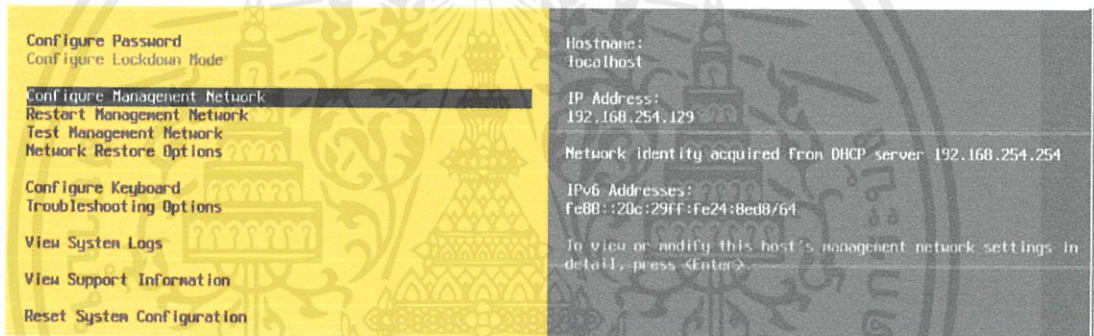 Configure Password
Configure Lockdown Mode
Configure Management Network
Restart Management Network
Test Management Network
Network Restore Options
Configure Keyboard
Troubleshooting Options
View System Logs
View Support Information
Reset System Configuration
Hostname:
localhost
IP Address:
192.168.254.129
Network identity acquired from DHCP server 192.168.254.254
IPv6 Addresses:
fe80::20c:29ff:fe24:8ed8/64
To view or modify this host's management network settings in
detail, press <Enter>.